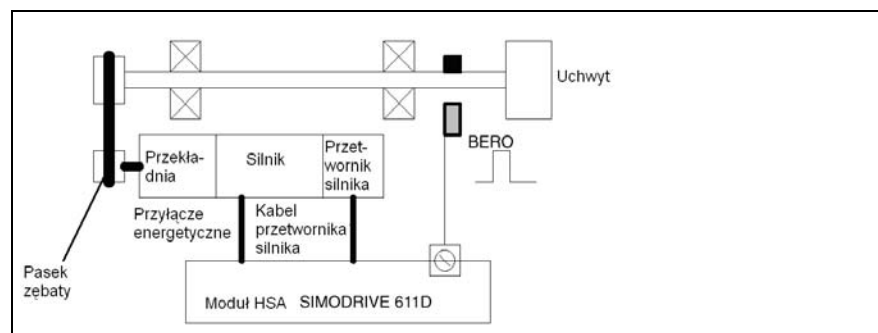 Uchwyt
BERO
Przekła-
dnia
Silnik
Przet-
wornik
silnika
Przyłącze
energetyczne
Kabel
przetwornika
silnika
Pasek
zębaty
Moduł HSA SIMODRIVE 611D